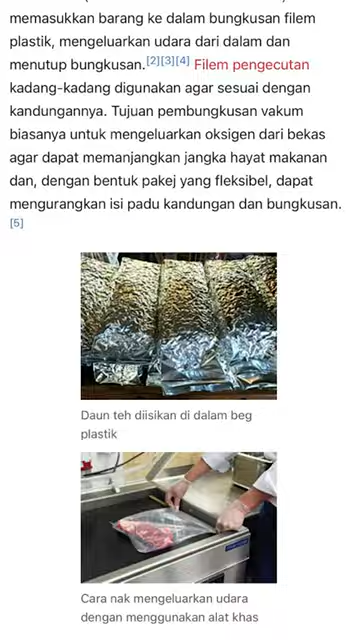 memasukkan barang ke dalam bungkusan filem
plastik, mengeluarkan udara dari dalam dan
menutup bungkusan.[2][3][4] Filem pengecutan
kadang-kadang digunakan agar sesuai dengan
kandungannya. Tujuan pembungkusan vakum
biasanya untuk mengeluarkan oksigen dari bekas
agar dapat memanjangkan jangka hayat makanan
dan, dengan bentuk pakej yang fleksibel, dapat
mengurangkan isi padu kandungan dan bungkusan.
[5]
Daun teh diisikan di dalam beg
plastik
Cara nak mengeluarkan udara
dengan menggunakan alat khas